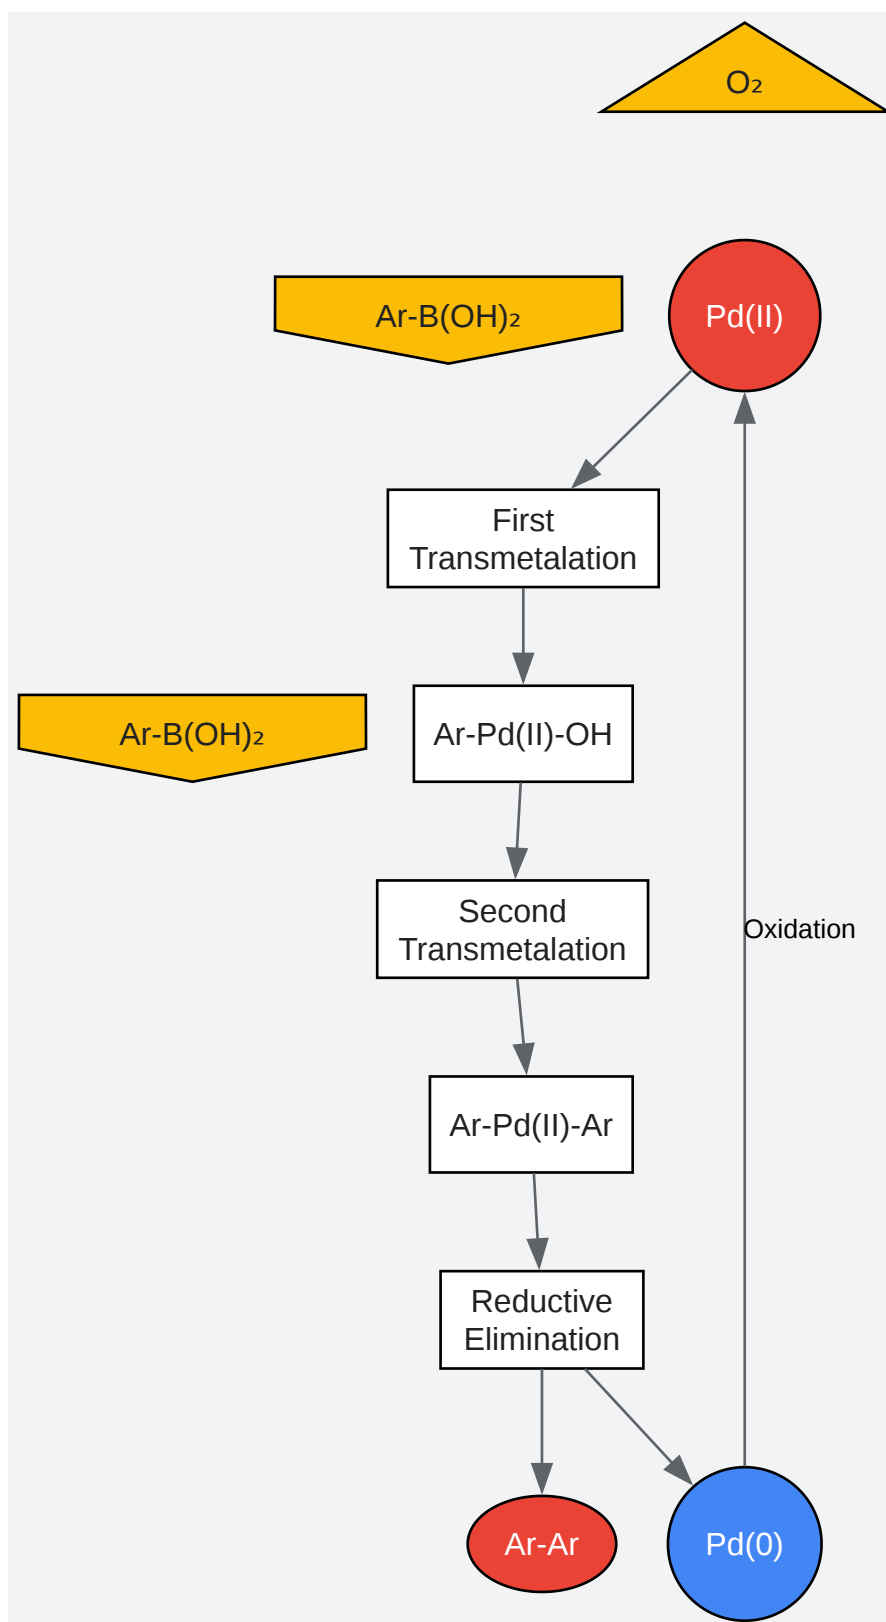 O₂
Ar-B(OH)₂
Pd(II)
First
Transmetalation
Ar-B(OH)₂
Ar-Pd(II)-OH
Second
Transmetalation
Oxidation
Ar-Pd(II)-Ar
Reductive
Elimination
Ar-Ar
Pd(0)